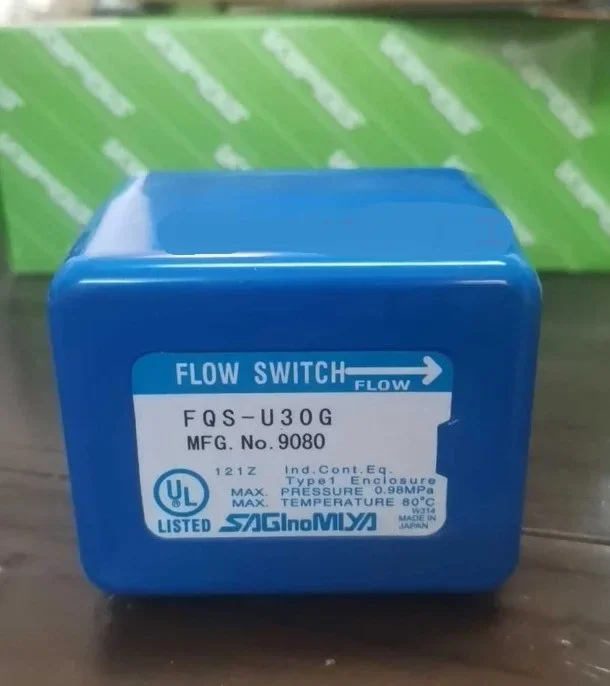 FLOW SWITCH
FLOW
FQS-U30G
MFG. No. 9080
121Z Ind.Cont.Eq.
Type1 Enclosure
MAX. PRESSURE 0.98MPa
MAX. TEMPERATURE 80°C
UL
LISTED
SAGInoMIYA
W314
MADE IN
JAPAN